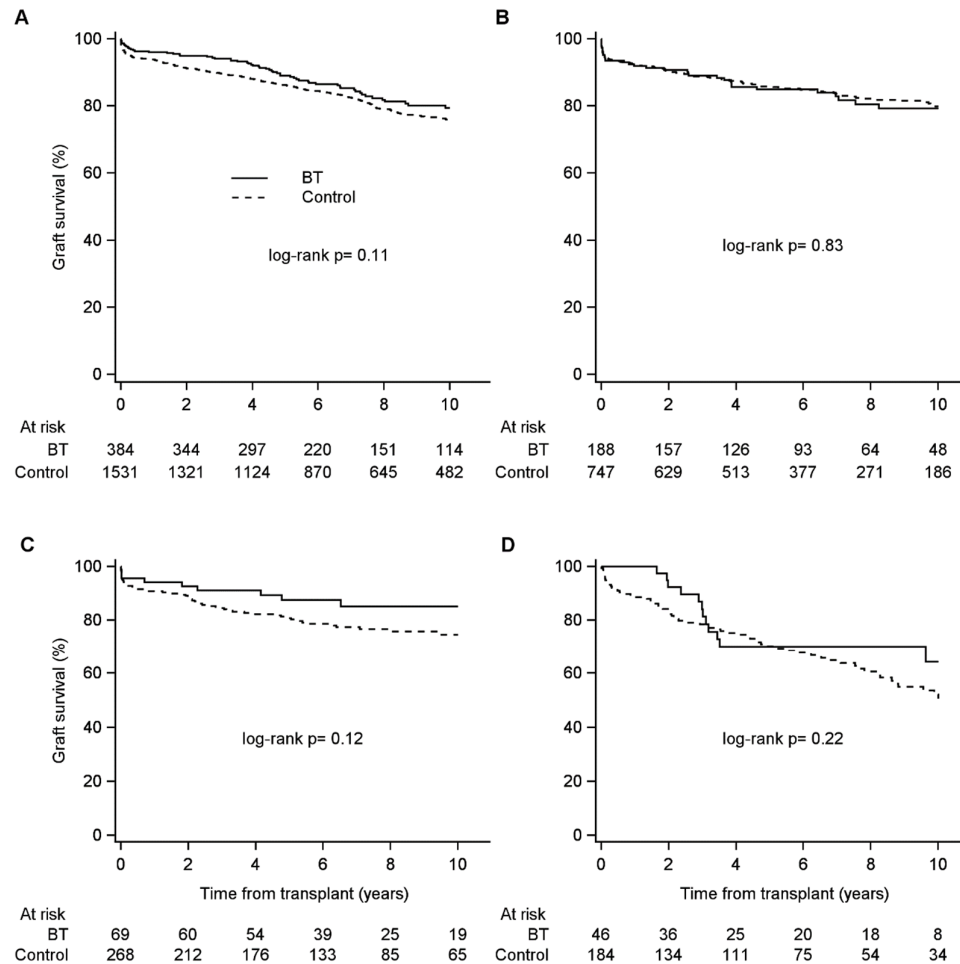 A
B
100
80
60
40
20
0
Graft survival (%)
BT
Control
log-rank p= 0.11
0 2 4 6 8 10
At risk
BT 384 344 297 220 151 114
Control 1531 1321 1124 870 645 482
100
80
60
40
20
0
log-rank p= 0.83
0 2 4 6 8 10
At risk
BT 188 157 126 93 64 48
Control 747 629 513 377 271 186
C
D
100
80
60
40
20
0
Graft survival (%)
log-rank p= 0.12
0 2 4 6 8 10
Time from transplant (years)
At risk
BT 69 60 54 39 25 19
Control 268 212 176 133 85 65
100
80
60
40
20
0
log-rank p= 0.22
0 2 4 6 8 10
Time from transplant (years)
At risk
BT 46 36 25 20 18 8
Control 184 134 111 75 54 34